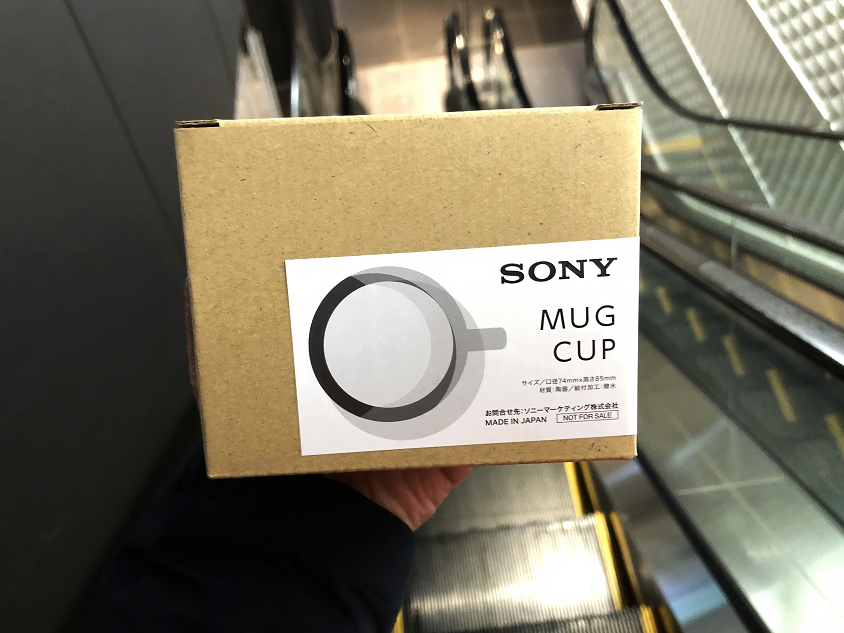 SONY
MUG
CUP
サイズ／口径74mm×高さ85mm
材質：陶器／絵付加工：撥水
お問合せ先：ソニーマーケティング株式会社
MADE IN JAPAN NOT FOR SALE